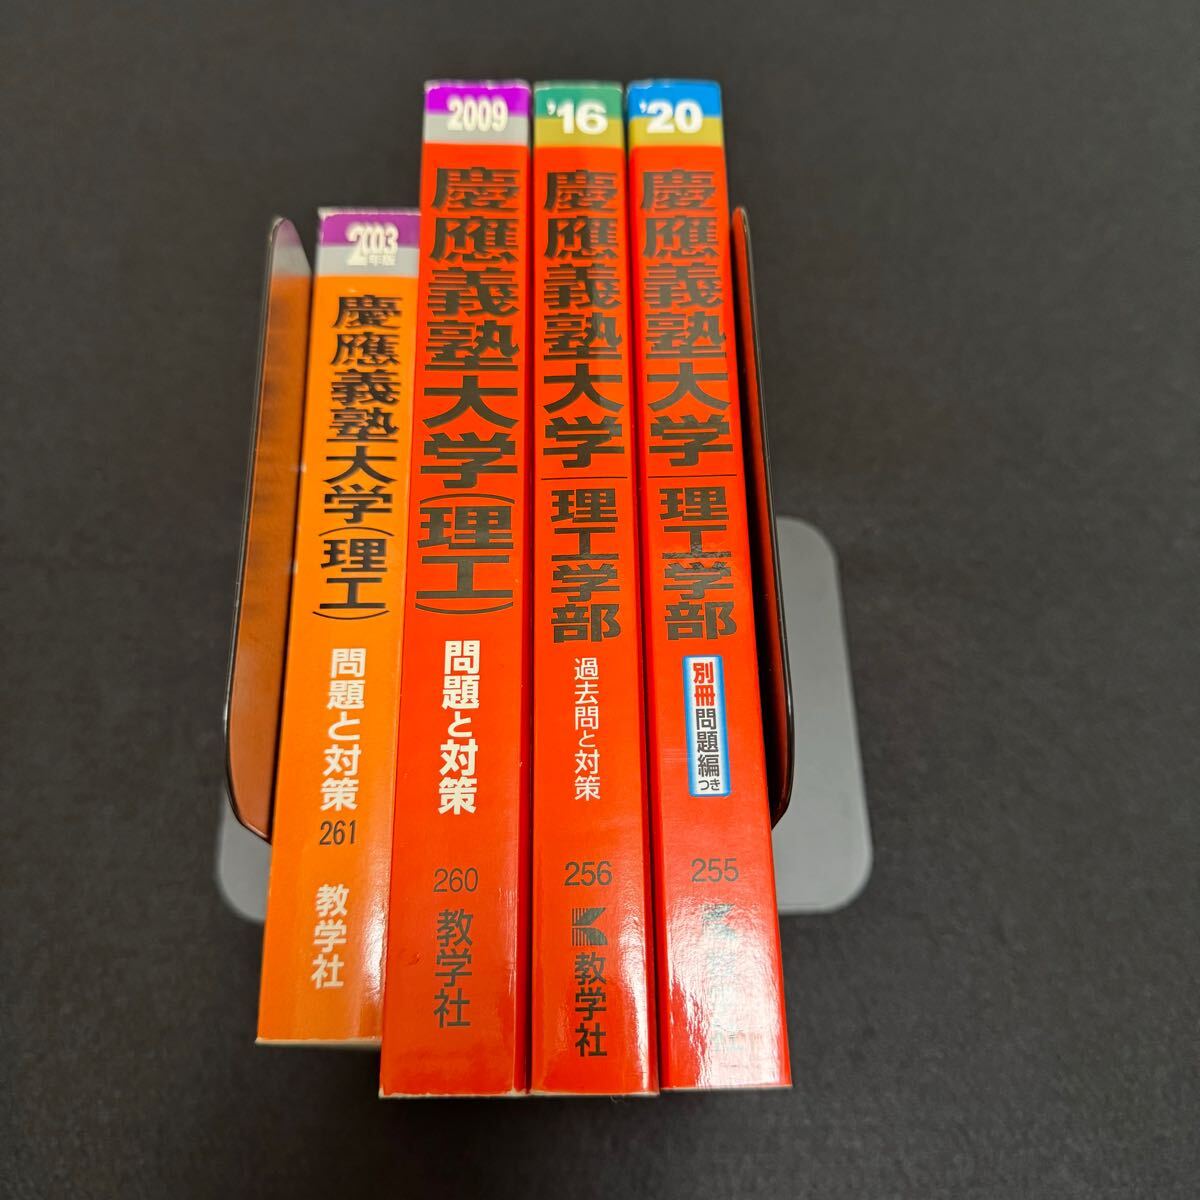 2003
年版
慶應義塾大学(理工)
問題と対策
261
教学社
2009
慶應義塾大学(理工)
問題と対策
260
教学社
'16
慶應義塾大学
理工学部
過去問と対策
256
教学社
'20
慶應義塾大学
理工学部
別冊問題編つき
255
教学社